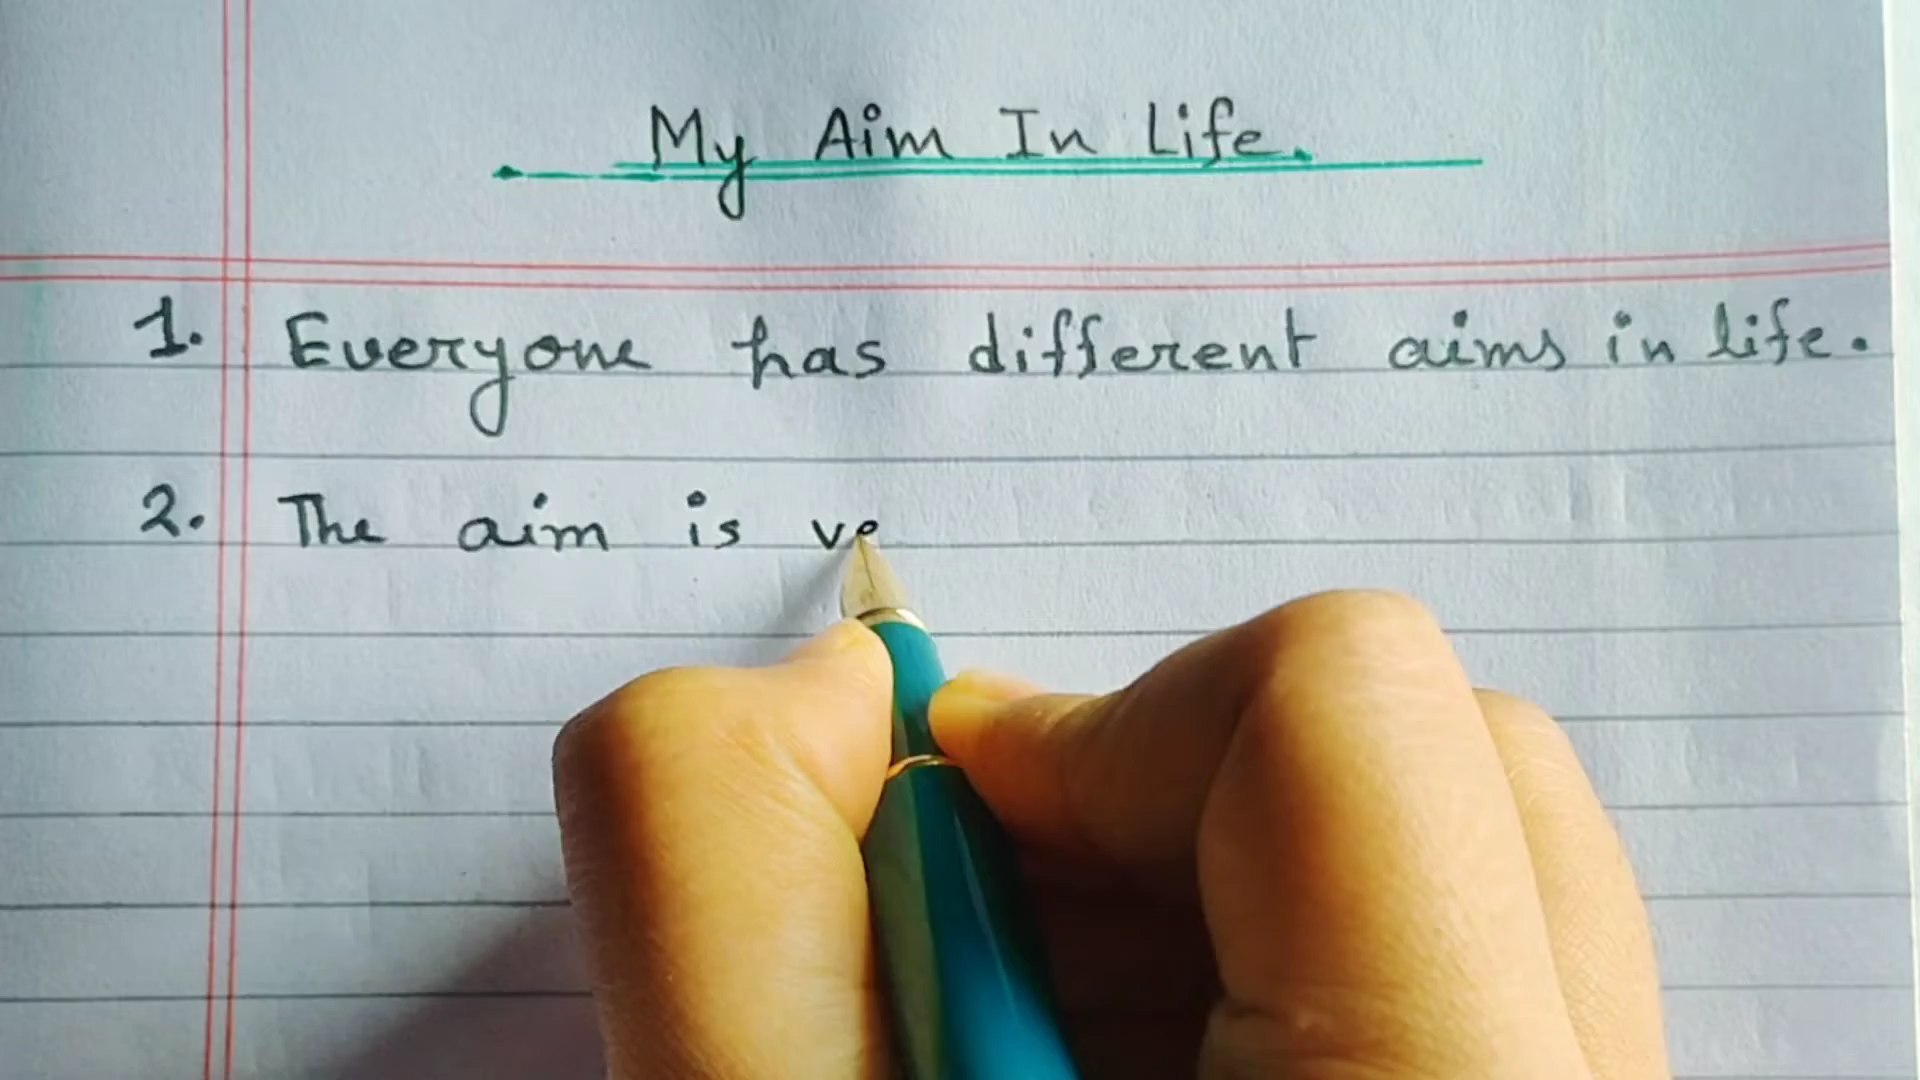 My Aim In Life.
1. Everyone has different aims in life.
2. The aim is ve